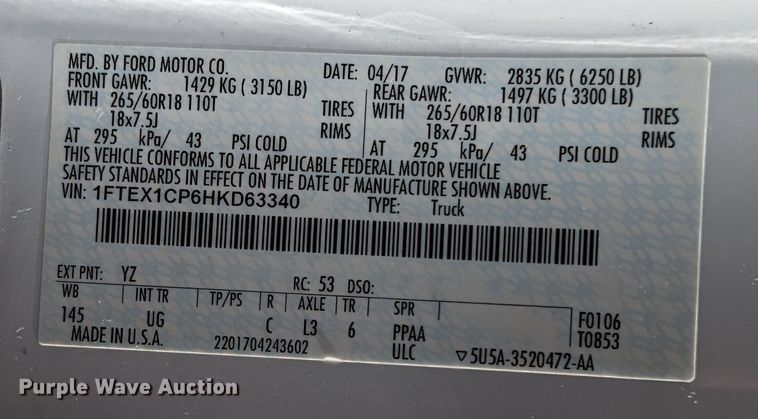 MFD. BY FORD MOTOR CO. DATE: 04/17 GVWR: 2835 KG ( 6250 LB)
FRONT GAWR: 1429 KG ( 3150 LB) REAR GAWR: 1497 KG ( 3300 LB)
WITH 265/60R18 110T TIRES WITH 265/60R18 110T TIRES
18x7.5J RIMS 18x7.5J RIMS
AT 295 kPa/ 43 PSI COLD AT 295 kPa/ 43 PSI COLD
THIS VEHICLE CONFORMS TO ALL APPLICABLE FEDERAL MOTOR VEHICLE
SAFETY STANDARDS IN EFFECT ON THE DATE OF MANUFACTURE SHOWN ABOVE.
VIN: 1FTEX1CP6HKD63340 TYPE: Truck
EXT PNT: YZ RC: 53 DSO:
WB INT TR TP/PS R AXLE TR SPR F0106
145 UG C L3 6 PPAA T0853
MADE IN U.S.A. 2201704243602 ULC ▽5U5A-3520472-AA
Purple Wave Auction